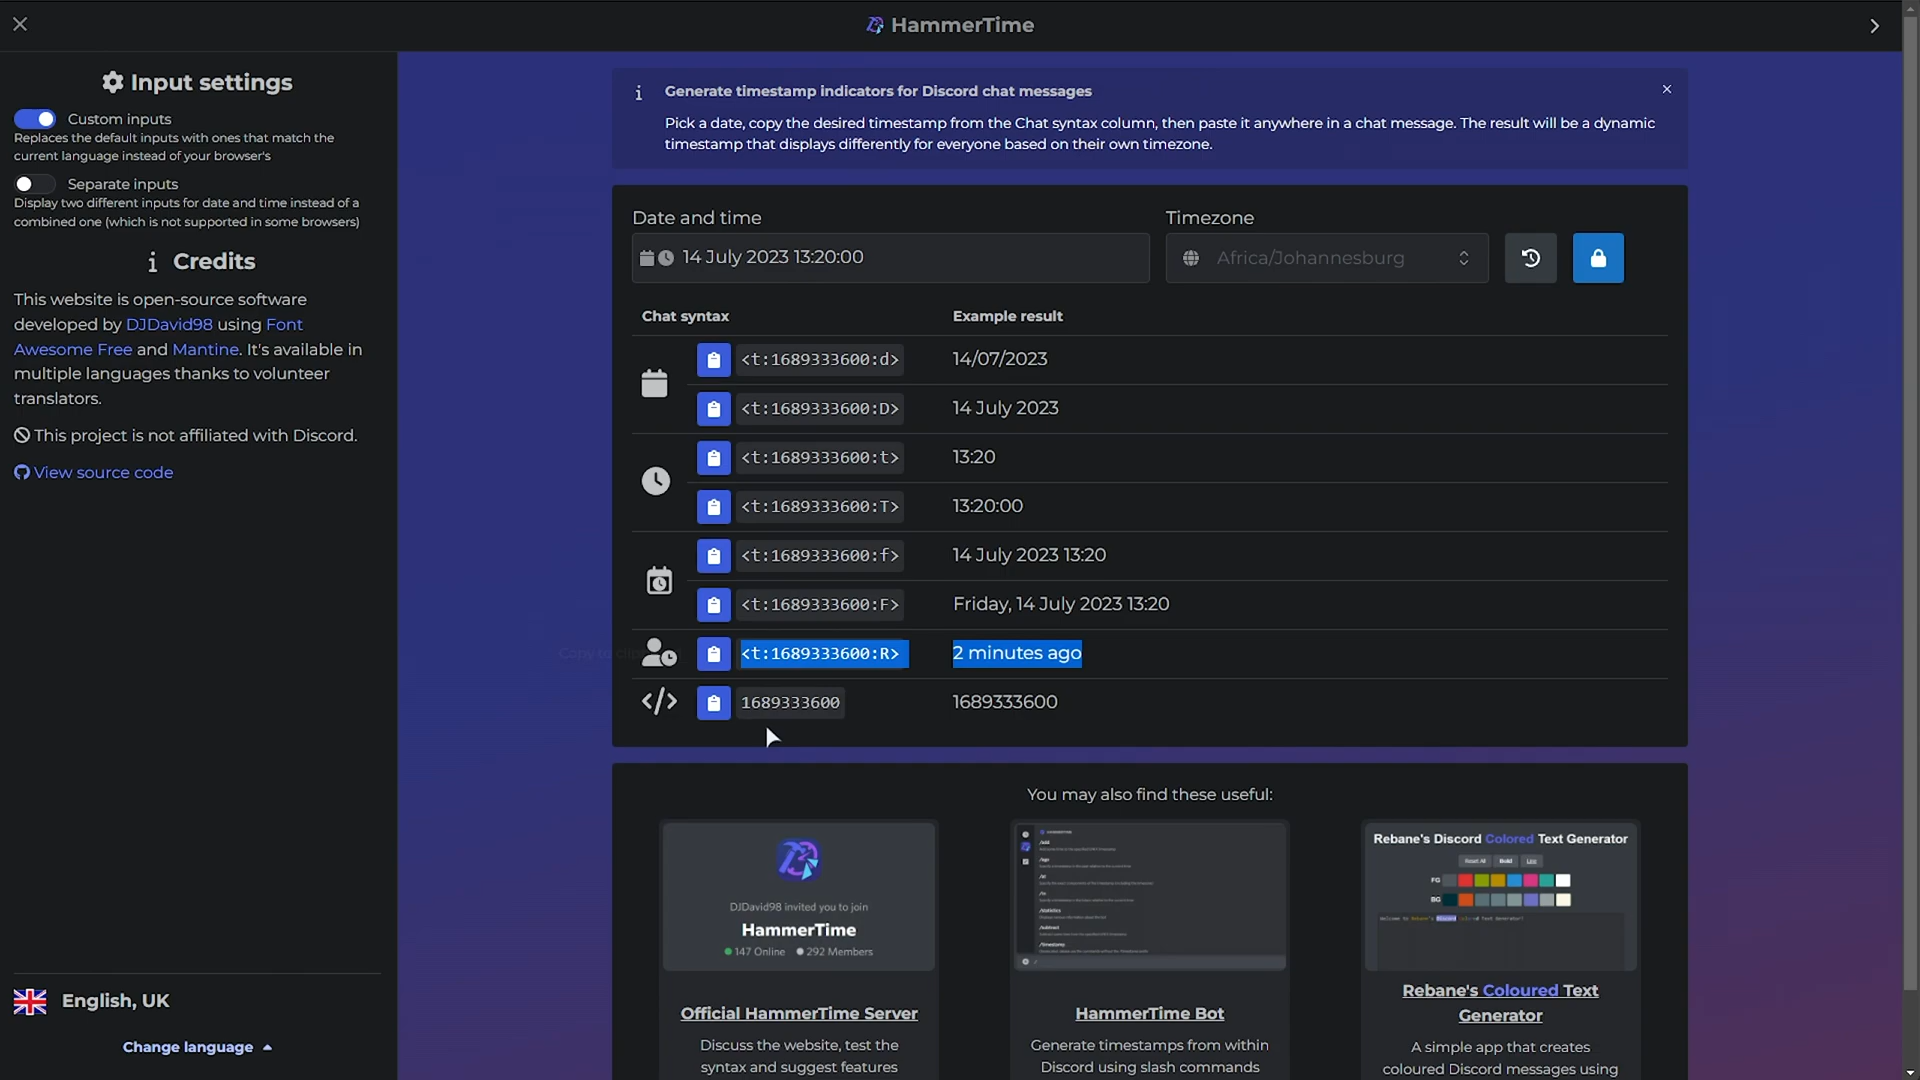 HammerTime
Input settings
Custom inputs
Replaces the default inputs with ones that match the
current language instead of your browser's
Separate inputs
Display two different inputs for date and time instead of a
combined one (which is not supported in some browsers)
Credits
This website is open-source software
developed by DJDavid98 using Font
Awesome Free and Mantine. It's available in
multiple languages thanks to volunteer
translators.
This project is not affiliated with Discord.
View source code
English, UK
Change language
Generate timestamp indicators for Discord chat messages
Pick a date, copy the desired timestamp from the Chat syntax column, then paste it anywhere in a chat message. The result will be a dynamic
timestamp that displays differently for everyone based on their own timezone.
Date and time
Timezone
14 July 2023 13:20:00
Africa/Johannesburg
Chat syntax
Example result
<t:1689333600:d>
14/07/2023
<t:1689333600:D>
14 July 2023
<t:1689333600:t>
13:20
<t:1689333600:T>
13:20:00
<t:1689333600:f>
14 July 2023 13:20
<t:1689333600:F>
Friday, 14 July 2023 13:20
<t:1689333600:R>
2 minutes ago
1689333600
1689333600
You may also find these useful:
DJDavid98 invited you to join
HammerTime
147 Online
292 Members
Official HammerTime Server
Discuss the website, test the
syntax and suggest features
HammerTime Bot
Generate timestamps from within
Discord using slash commands
Rebane's Discord Colored Text Generator
Reset All
Build
FG
BG
Rebane's Coloured Text
Generator
A simple app that creates
coloured Discord messages using